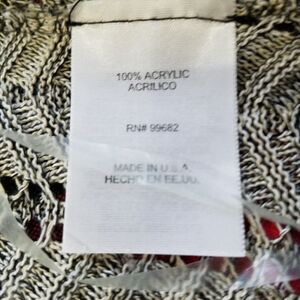 100% ACRYLIC
ACRILICO
RN# 99682
MADE IN U.S.A.
HECHO EN EE.UU.